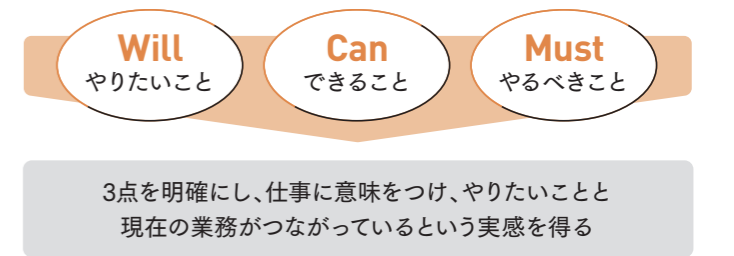 Will
やりたいこと
Can
できること
Must
やるべきこと
3点を明確にし、仕事に意味をつけ、やりたいことと
現在の業務がつながっているという実感を得る